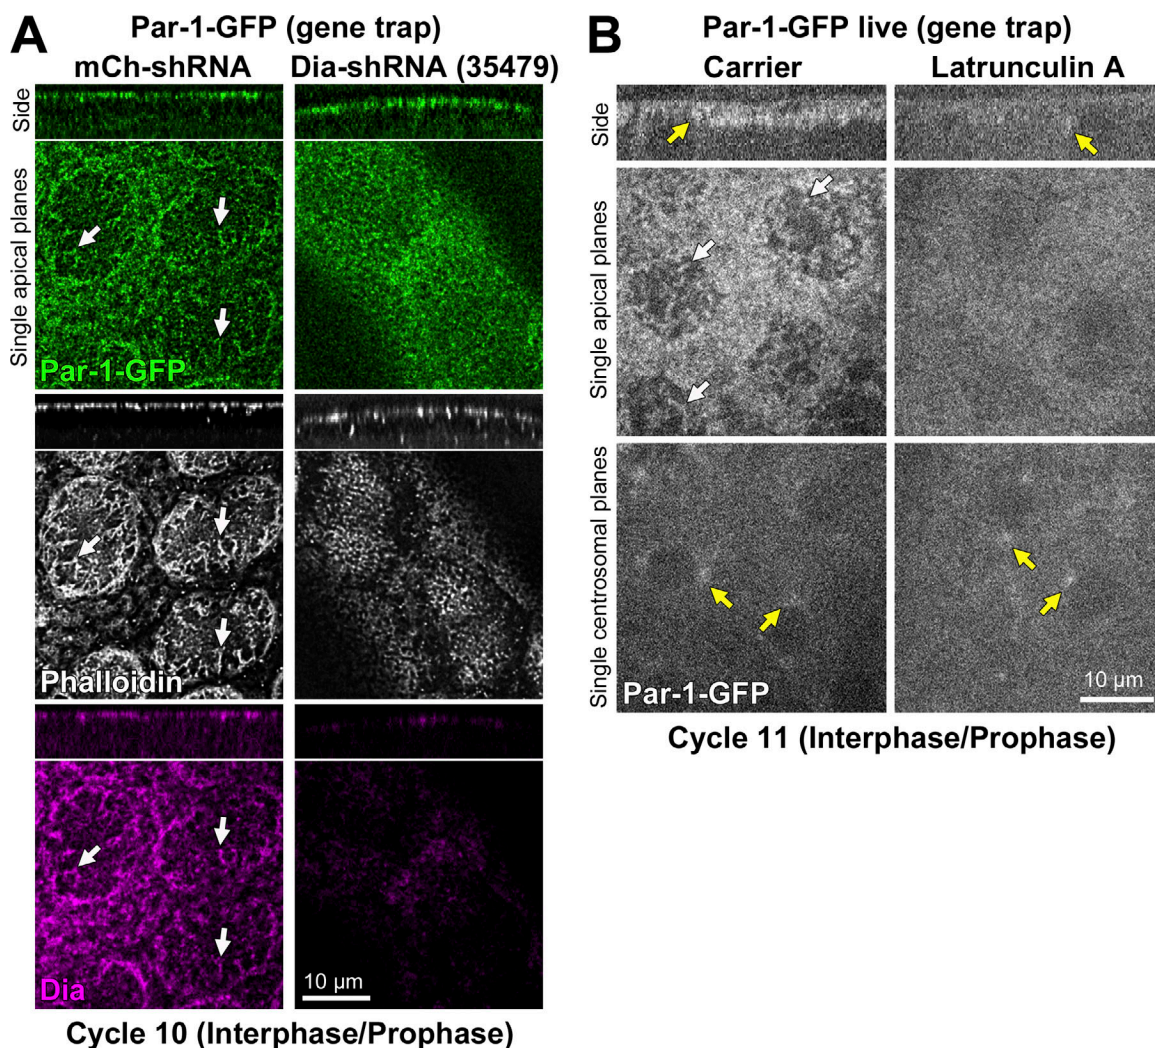 A
Par-1-GFP (gene trap)
mCh-shRNA
Dia-shRNA (35479)
Side
Single apical planes
Par-1-GFP
Phalloidin
Dia
10 µm
Cycle 10 (Interphase/Prophase)
B
Par-1-GFP live (gene trap)
Carrier
Latrunculin A
Side
Single apical planes
Single centrosomal planes
Par-1-GFP
10 µm
Cycle 11 (Interphase/Prophase)